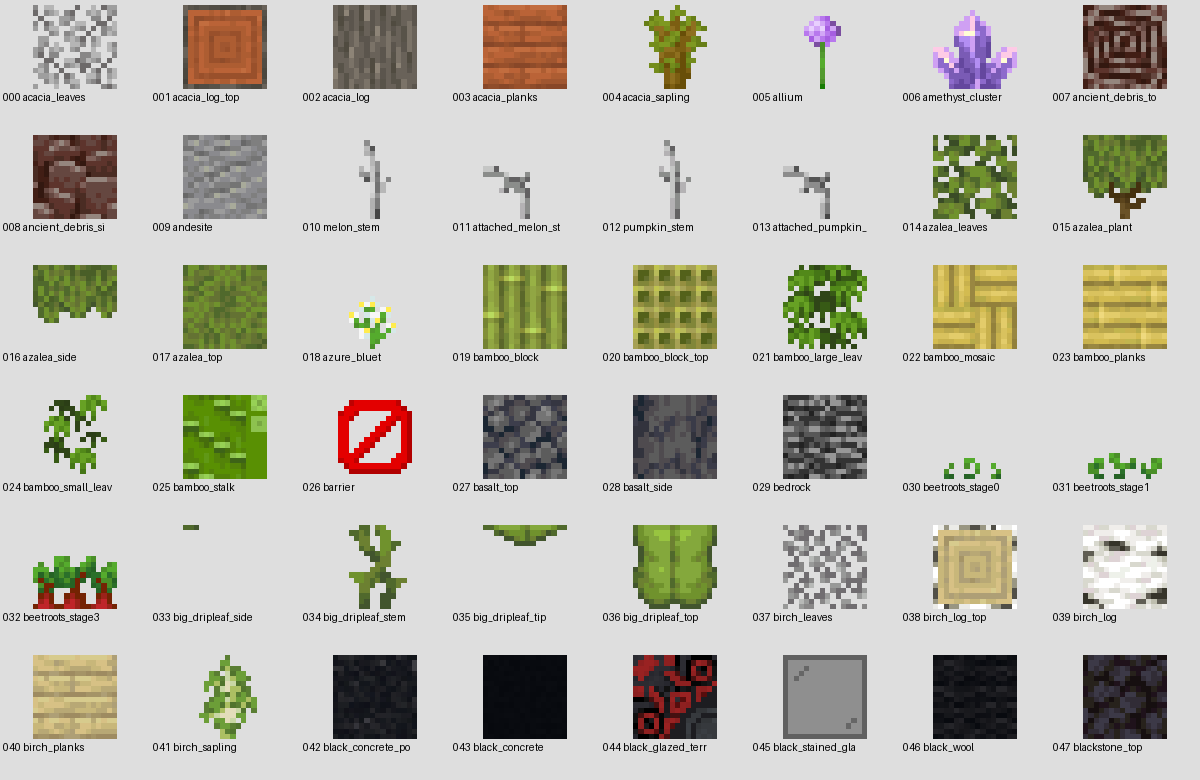 000 acacia_leaves
001 acacia_log_top
002 acacia_log
003 acacia_planks
004 acacia_sapling
005 allium
006 amethyst_cluster
007 ancient_debris_to
008 ancient_debris_si
009 andesite
010 melon_stem
011 attached_melon_st
012 pumpkin_stem
013 attached_pumpkin_
014 azalea_leaves
015 azalea_plant
016 azalea_side
017 azalea_top
018 azure_bluet
019 bamboo_block
020 bamboo_block_top
021 bamboo_large_leav
022 bamboo_mosaic
023 bamboo_planks
024 bamboo_small_leav
025 bamboo_stalk
026 barrier
027 basalt_top
028 basalt_side
029 bedrock
030 beetroots_stage0
031 beetroots_stage1
032 beetroots_stage3
033 big_dripleaf_side
034 big_dripleaf_stem
035 big_dripleaf_tip
036 big_dripleaf_top
037 birch_leaves
038 birch_log_top
039 birch_log
040 birch_planks
041 birch_sapling
042 black_concrete_po
043 black_concrete
044 black_glazed_terr
045 black_stained_gla
046 black_wool
047 blackstone_top